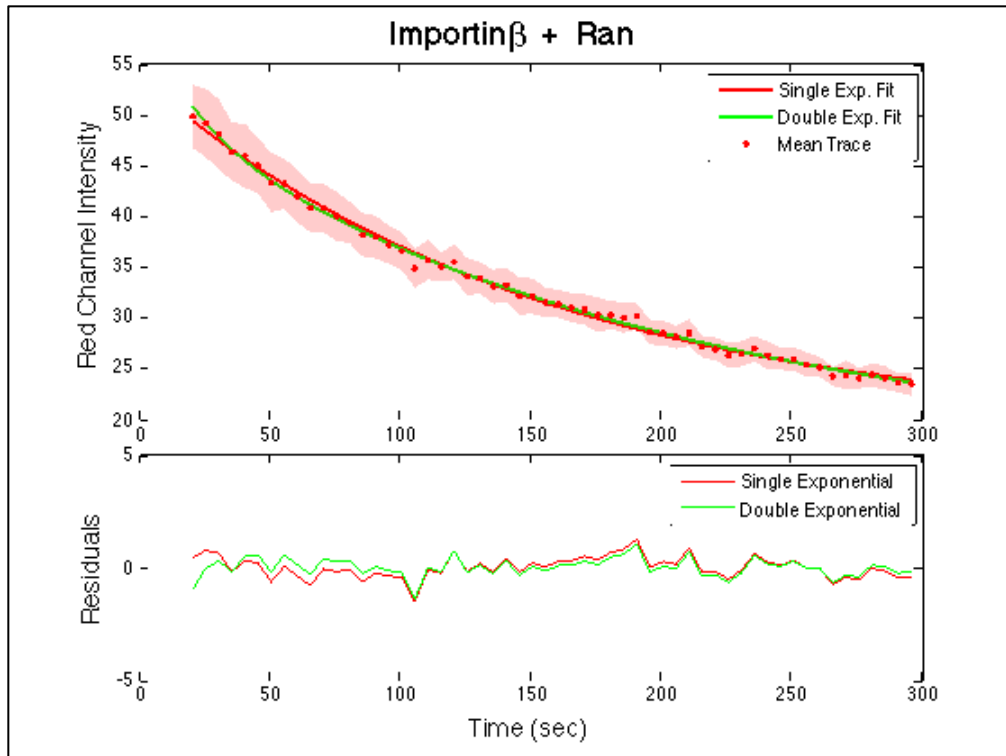 Importinβ + Ran
55
50
45
40
35
30
25
20
Red Channel Intensity
Single Exp. Fit
Double Exp. Fit
Mean Trace
0
50
100
150
200
250
300
5
0
-5
Residuals
Single Exponential
Double Exponential
0
50
100
150
200
250
300
Time (sec)